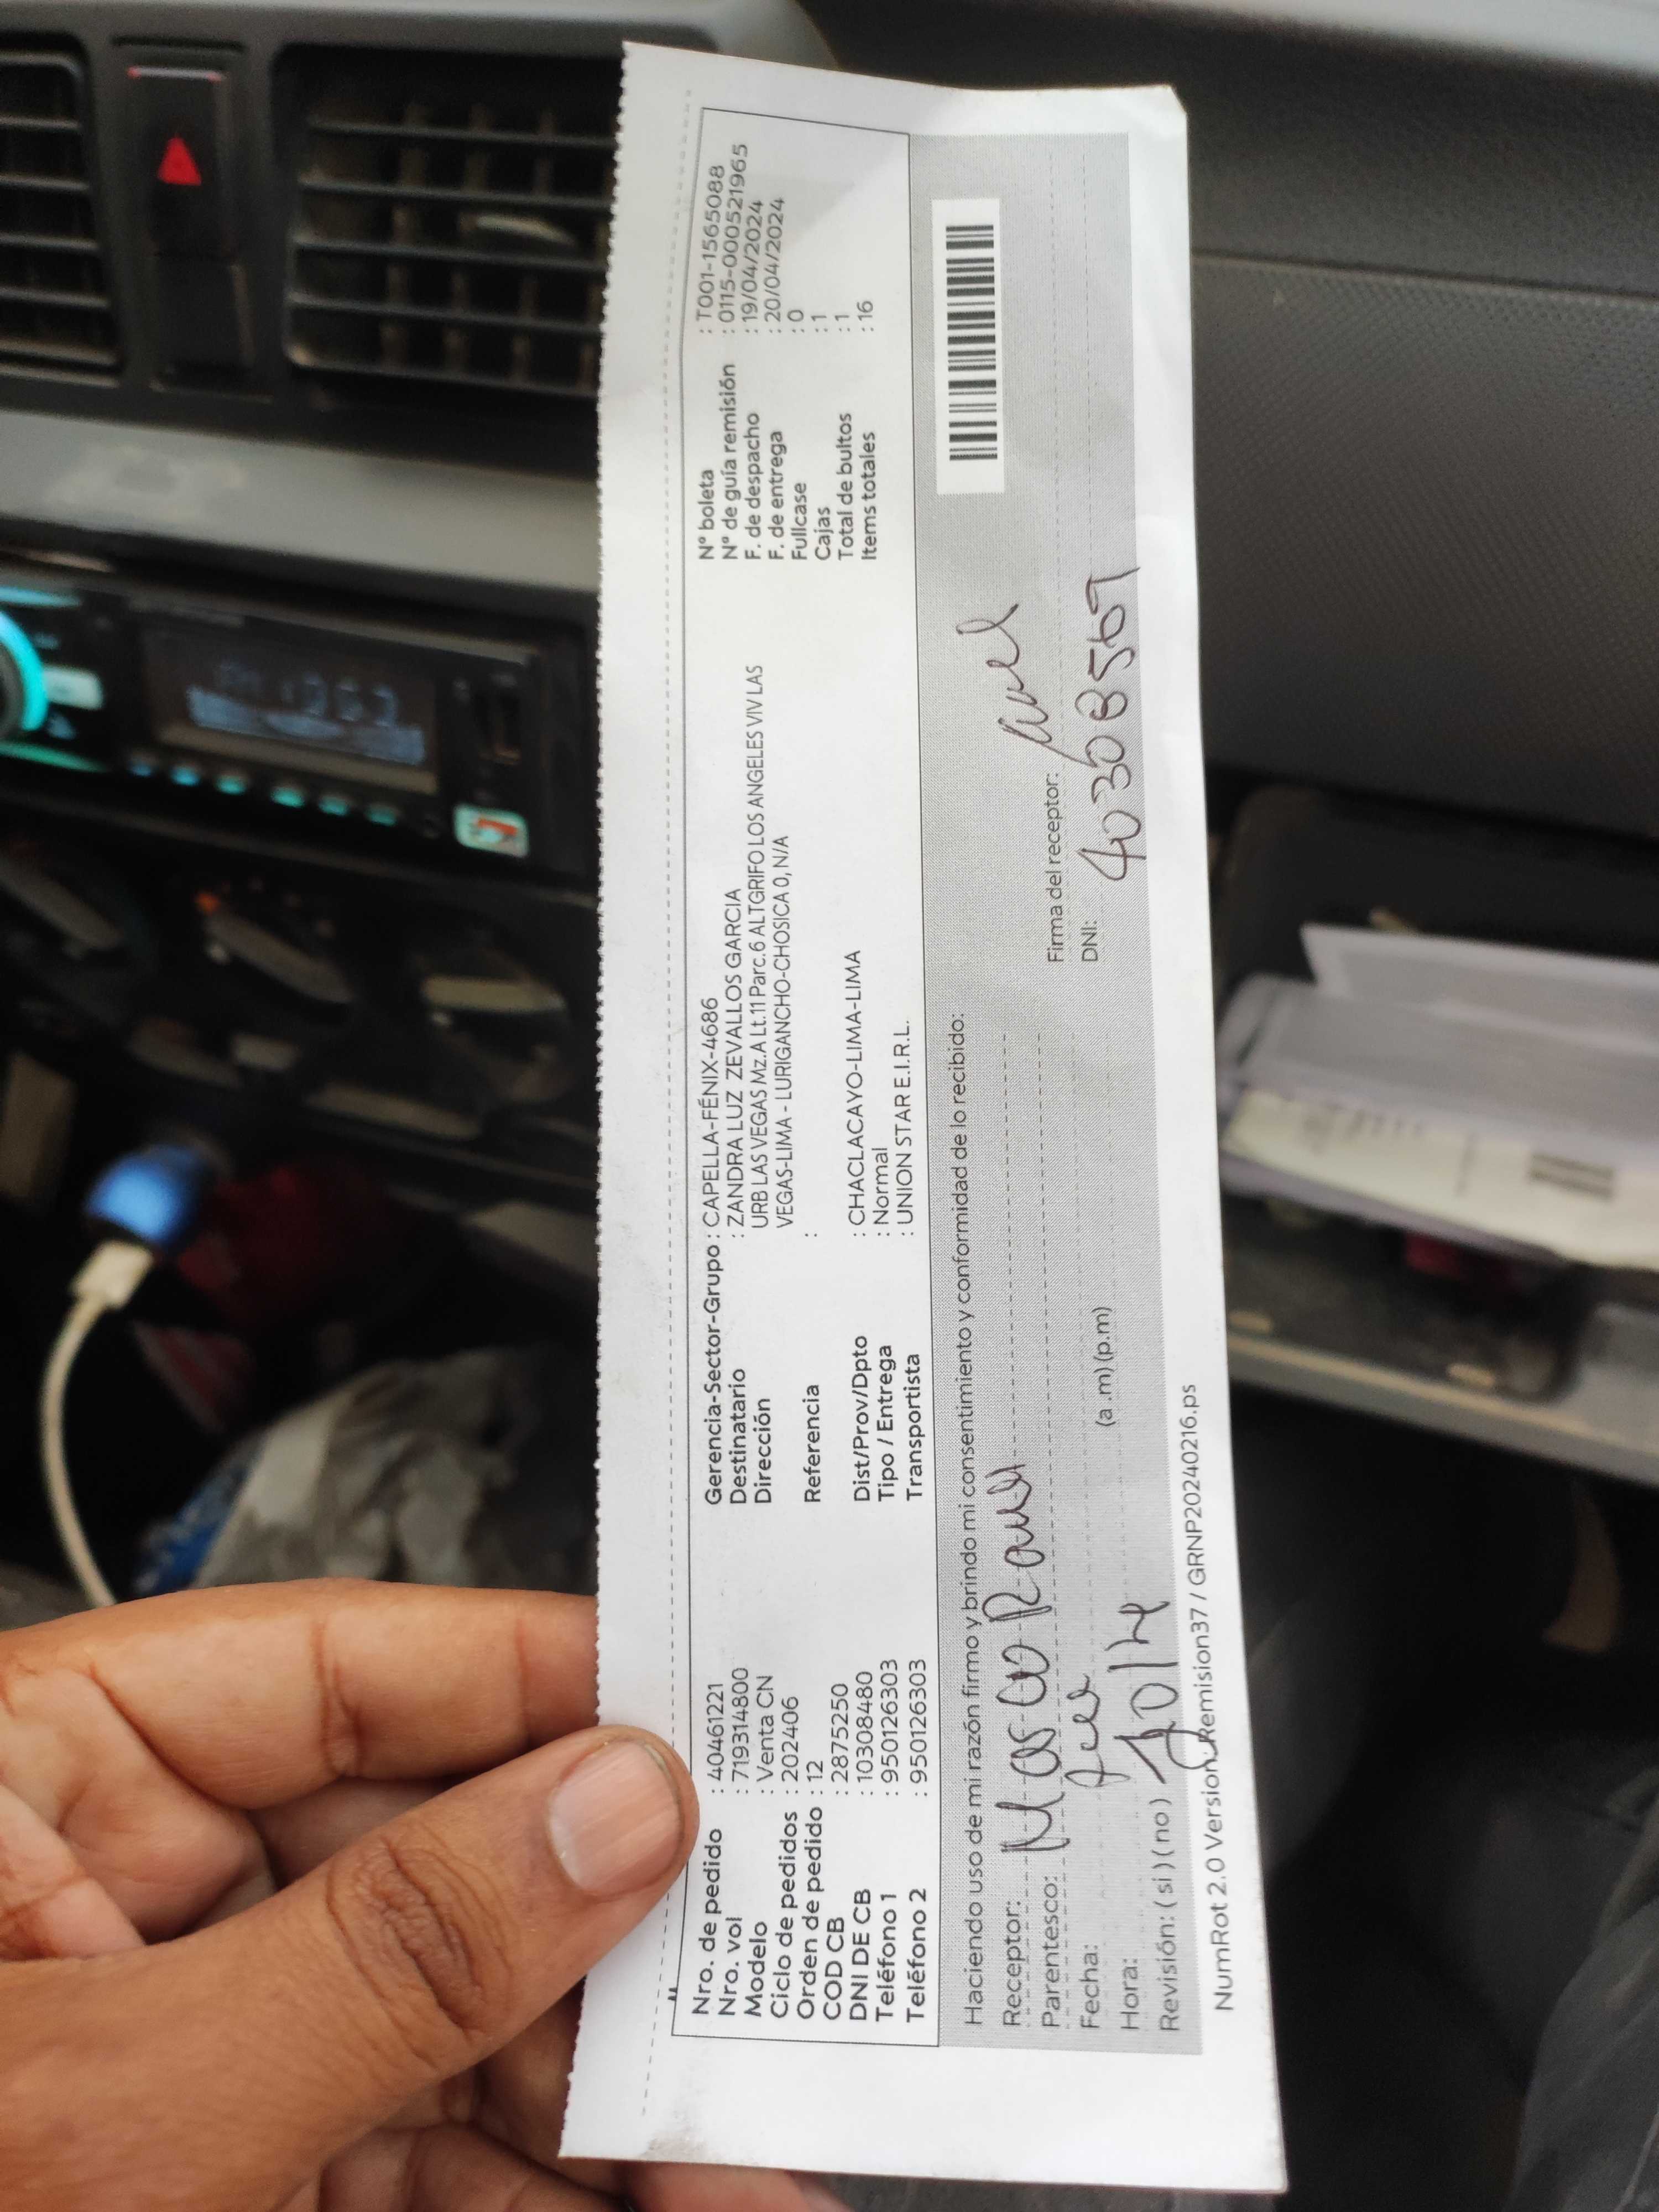 Nro. de pedido : 40461221
Nro. vol : 719314800
Modelo : Venta CN
Ciclo de pedidos : 202406
Orden de pedido : 12
COD CB : 2875250
DNI DE CB : 10308480
Teléfono 1 : 950126303
Teléfono 2 : 950126303
Gerencia-Sector-Grupo : CAPELLA-FÉNIX-4686
Destinatario : ZANDRA LUZ ZEVALLOS GARCIA
Dirección URB LAS VEGAS Mz.A Lt.11 Parc.6 ALTGRIFO LOS ANGELES VIV LAS
VEGAS-LIMA - LURIGANCHO-CHOSICA 0, N/A
Referencia :
Dist/Prov/Dpto : CHACLACAYO-LIMA-LIMA
Tipo / Entrega : Normal
Transportista : UNION STAR E.I.R.L.
N° boleta : T001-1565088
N° de guía remisión : 0115-000521965
F. de despacho : 19/04/2024
F. de entrega : 20/04/2024
Fullcase : 0
Cajas : 1
Total de bultos : 1
Items totales : 16
Haciendo uso de mi razón firmo y brindo mi consentimiento y conformidad de lo recibido:
Receptor:
Parentesco:
Fecha:
Hora: (a .m) (p.m)
Revisión: ( si ) ( no )
Firma del receptor:
DNI: 40308569
NumRot 2.0 Version:Remision37 / GRNP20240216.ps